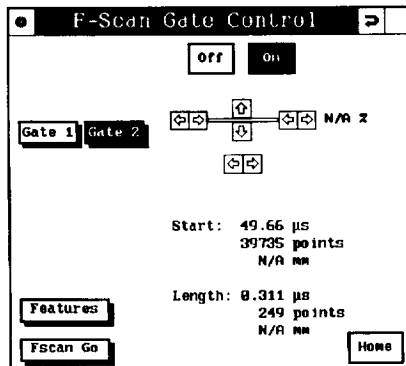 F-Scan Gate Control
Off On
Gate 1 Gate 2
N/A %
Start: 49.66 µs
39735 points
N/A mm
Length: 0.311 µs
249 points
N/A mm
Features
Fscan Go
Home